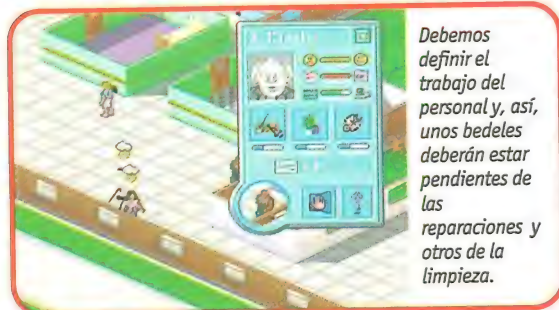 Debemos
definir el
trabajo del
personal y, así,
unos bedeles
deberán estar
pendientes de
las
reparaciones y
otros de la
limpieza.